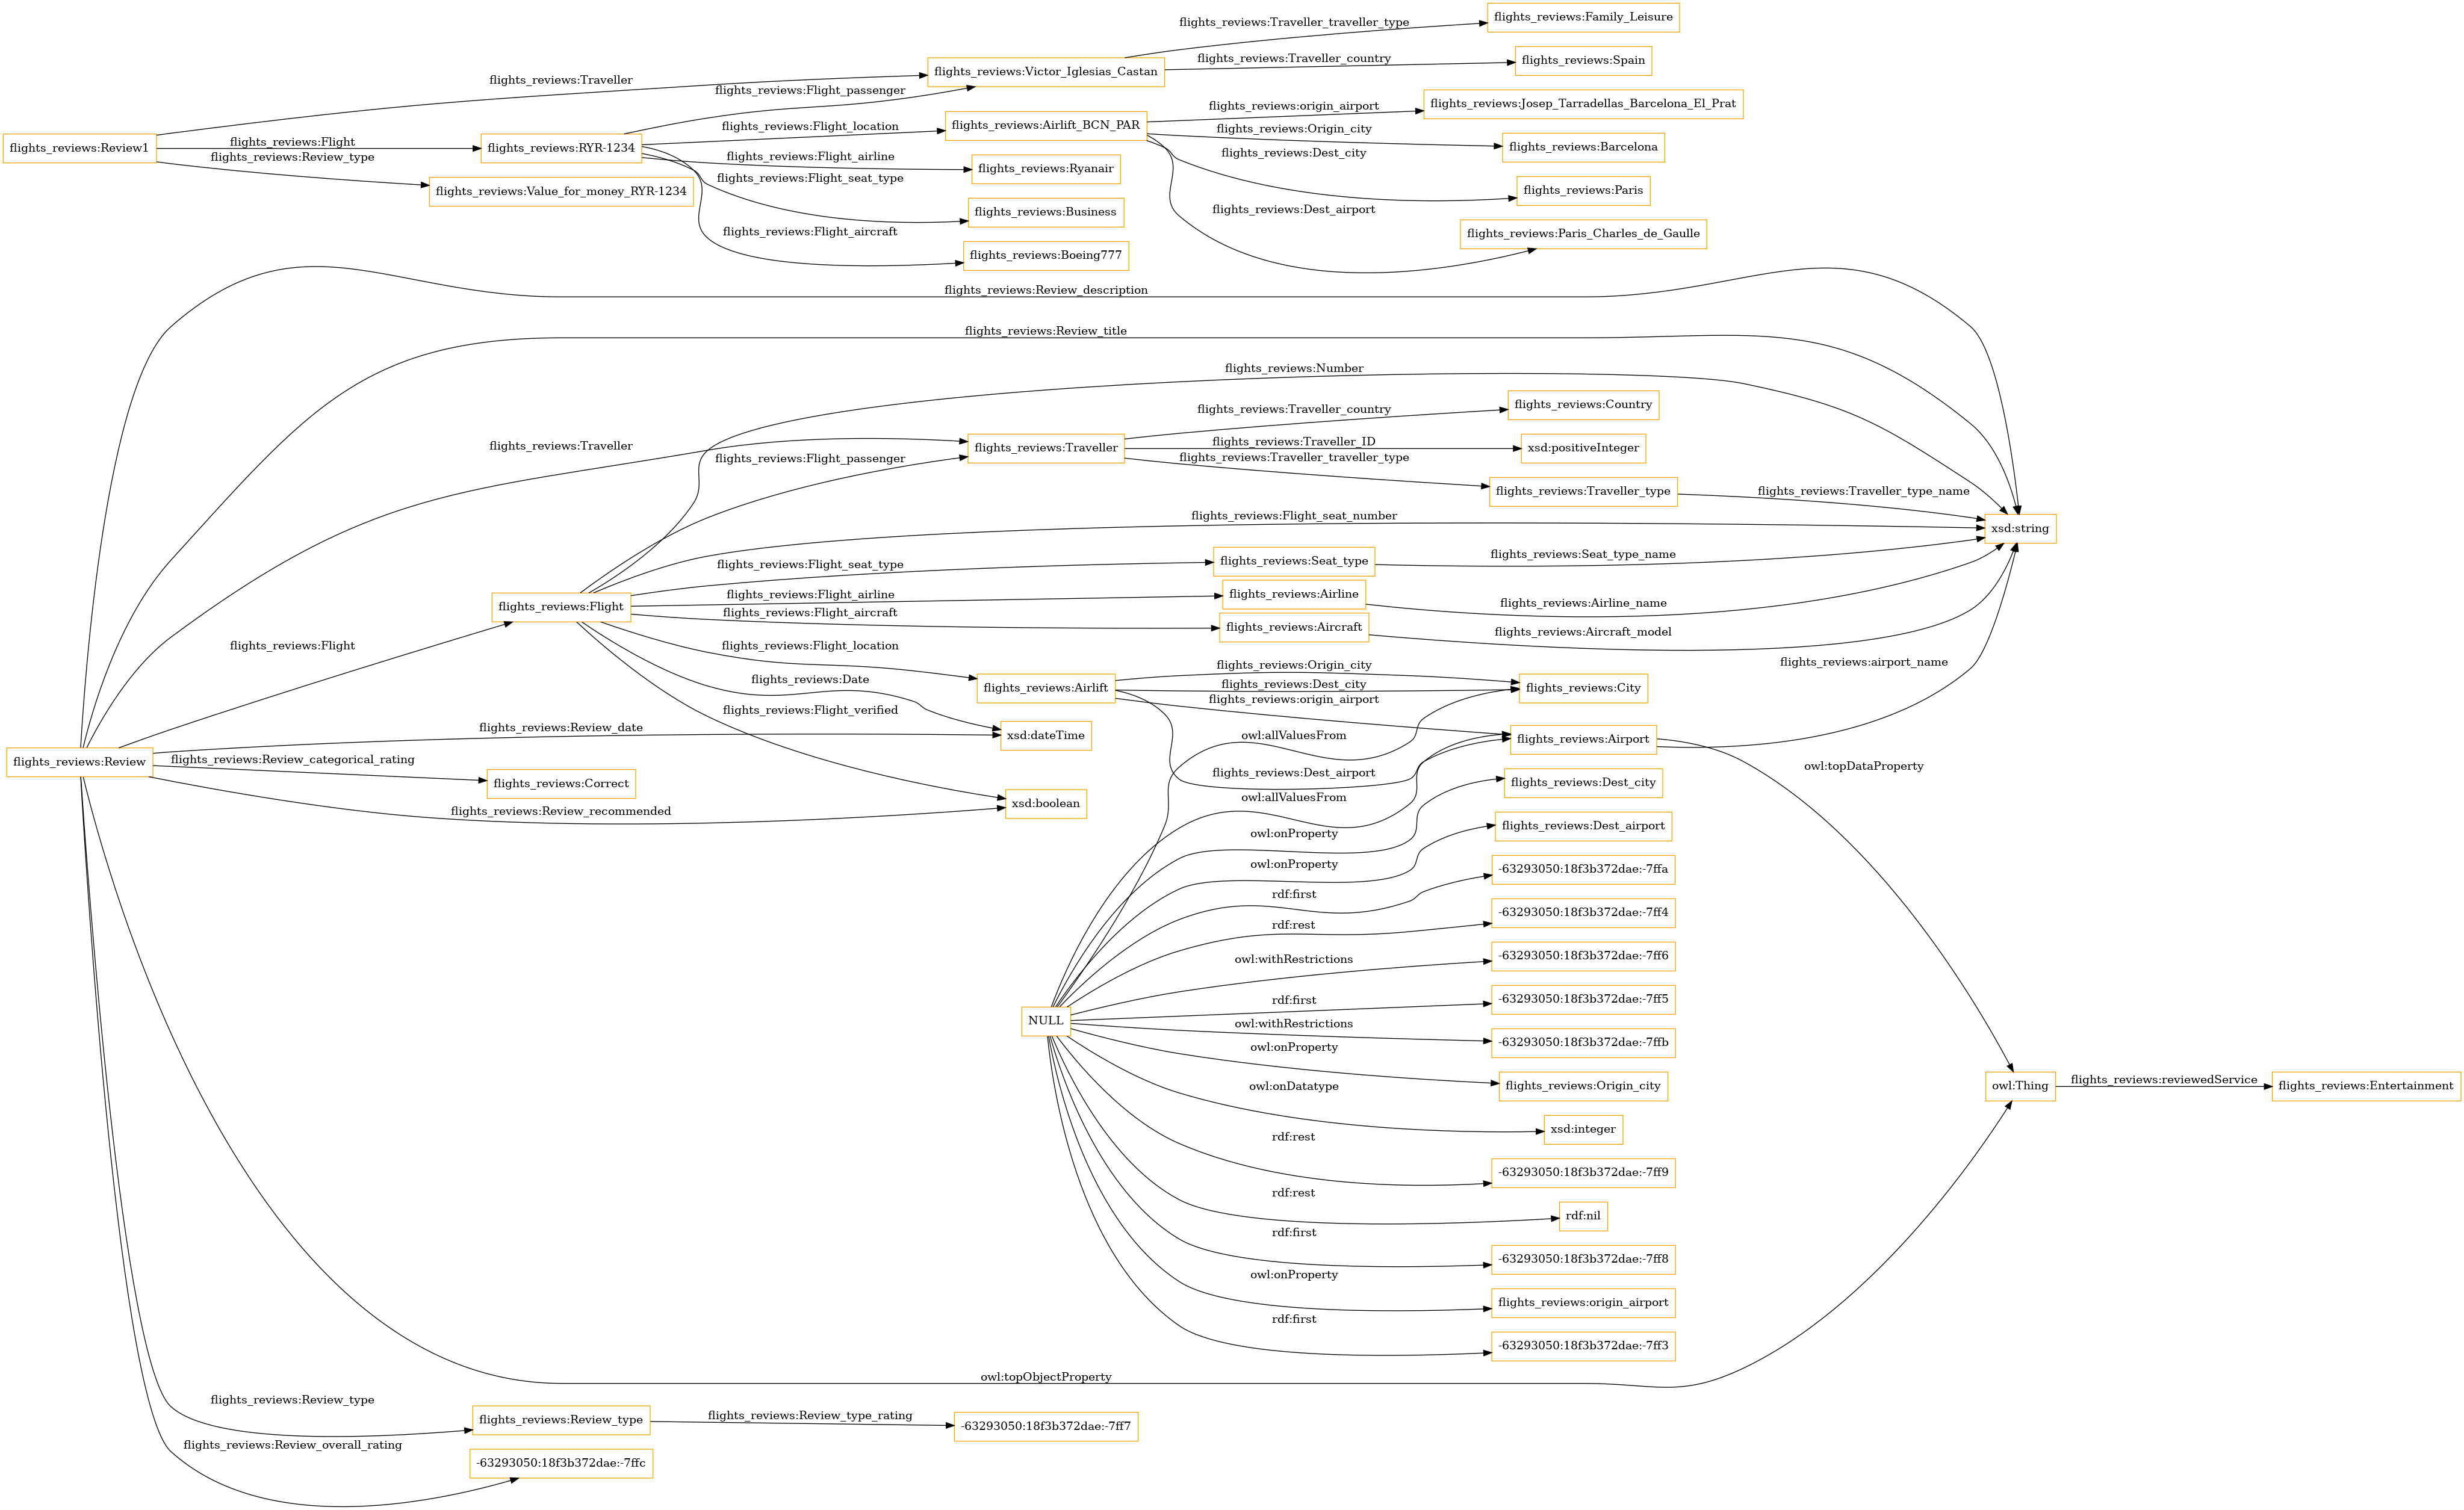 flights_reviews:Family_Leisure
flights_reviews:Traveller_traveller_type
flights_reviews:Spain
flights_reviews:Traveller_country
flights_reviews:Victor_Iglesias_Castan
flights_reviews:Traveller
flights_reviews:Flight_passenger
flights_reviews:Josep_Tarradellas_Barcelona_El_Prat
flights_reviews:origin_airport
flights_reviews:Airlift_BCN_PAR
flights_reviews:Flight_location
flights_reviews:Origin_city
flights_reviews:Barcelona
flights_reviews:Review1
flights_reviews:Flight
flights_reviews:RYR-1234
flights_reviews:Review_type
flights_reviews:Flight_airline
flights_reviews:Ryanair
flights_reviews:Dest_city
flights_reviews:Value_for_money_RYR-1234
flights_reviews:Flight_seat_type
flights_reviews:Paris
flights_reviews:Business
flights_reviews:Dest_airport
flights_reviews:Flight_aircraft
flights_reviews:Paris_Charles_de_Gaulle
flights_reviews:Boeing777
flights_reviews:Review_description
flights_reviews:Review_title
flights_reviews:Number
flights_reviews:Country
flights_reviews:Traveller_country
flights_reviews:Traveller
flights_reviews:Traveller
flights_reviews:Traveller_ID
xsd:positiveInteger
flights_reviews:Flight_passenger
flights_reviews:Traveller_traveller_type
flights_reviews:Traveller_type
flights_reviews:Traveller_type_name
flights_reviews:Flight_seat_number
xsd:string
flights_reviews:Seat_type
flights_reviews:Seat_type_name
flights_reviews:Flight_seat_type
flights_reviews:Flight
flights_reviews:Flight_airline
flights_reviews:Airline
flights_reviews:Airline_name
flights_reviews:Flight_aircraft
flights_reviews:Aircraft
flights_reviews:Aircraft_model
flights_reviews:Flight
flights_reviews:Flight_location
flights_reviews:airport_name
flights_reviews:Origin_city
flights_reviews:Airlift
flights_reviews:Dest_city
flights_reviews:City
flights_reviews:Date
flights_reviews:origin_airport
flights_reviews:Flight_verified
flights_reviews:Review_date
xsd:dateTime
owl:allValuesFrom
flights_reviews:Airport
flights_reviews:Review
flights_reviews:Review_categorical_rating
owl:topDataProperty
flights_reviews:Dest_airport
flights_reviews:Correct
flights_reviews:Dest_city
owl:allValuesFrom
flights_reviews:Review_recommended
xsd:boolean
flights_reviews:Dest_airport
owl:onProperty
owl:onProperty
-63293050:18f3b372dae:-7ffa
rdf:first
-63293050:18f3b372dae:-7ff4
rdf:rest
-63293050:18f3b372dae:-7ff6
owl:withRestrictions
-63293050:18f3b372dae:-7ff5
rdf:first
NULL
owl:withRestrictions
-63293050:18f3b372dae:-7ffb
owl:onProperty
flights_reviews:Origin_city
owl:onDatatype
owl:Thing
flights_reviews:reviewedService
flights_reviews:Entertainment
xsd:integer
rdf:rest
-63293050:18f3b372dae:-7ff9
rdf:rest
rdf:nil
rdf:first
-63293050:18f3b372dae:-7ff8
owl:onProperty
flights_reviews:origin_airport
rdf:first
-63293050:18f3b372dae:-7ff3
owl:topObjectProperty
flights_reviews:Review_type
flights_reviews:Review_type
flights_reviews:Review_type_rating
-63293050:18f3b372dae:-7ff7
flights_reviews:Review_overall_rating
-63293050:18f3b372dae:-7ffc